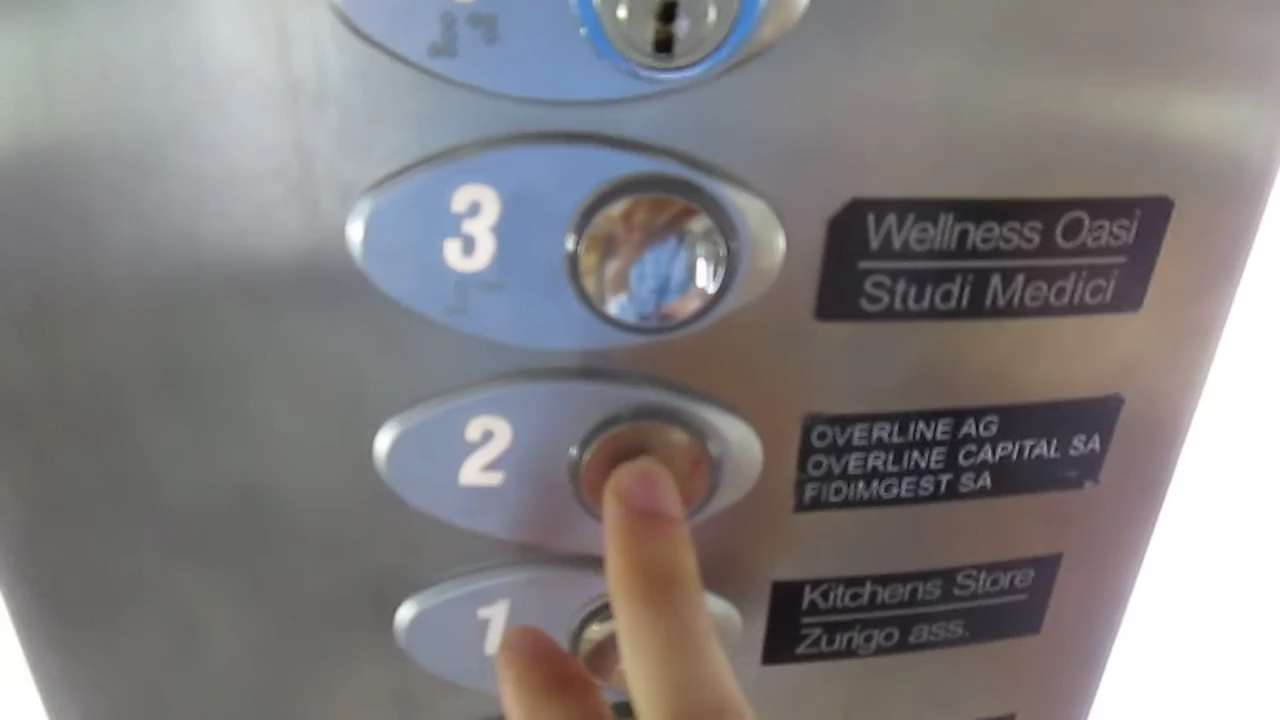 3
Wellness Oasi
Studi Medici
2
OVERLINE AG
OVERLINE CAPITAL SA
FIDIMGEST SA
1
Kitchens Store
Zurigo ass.